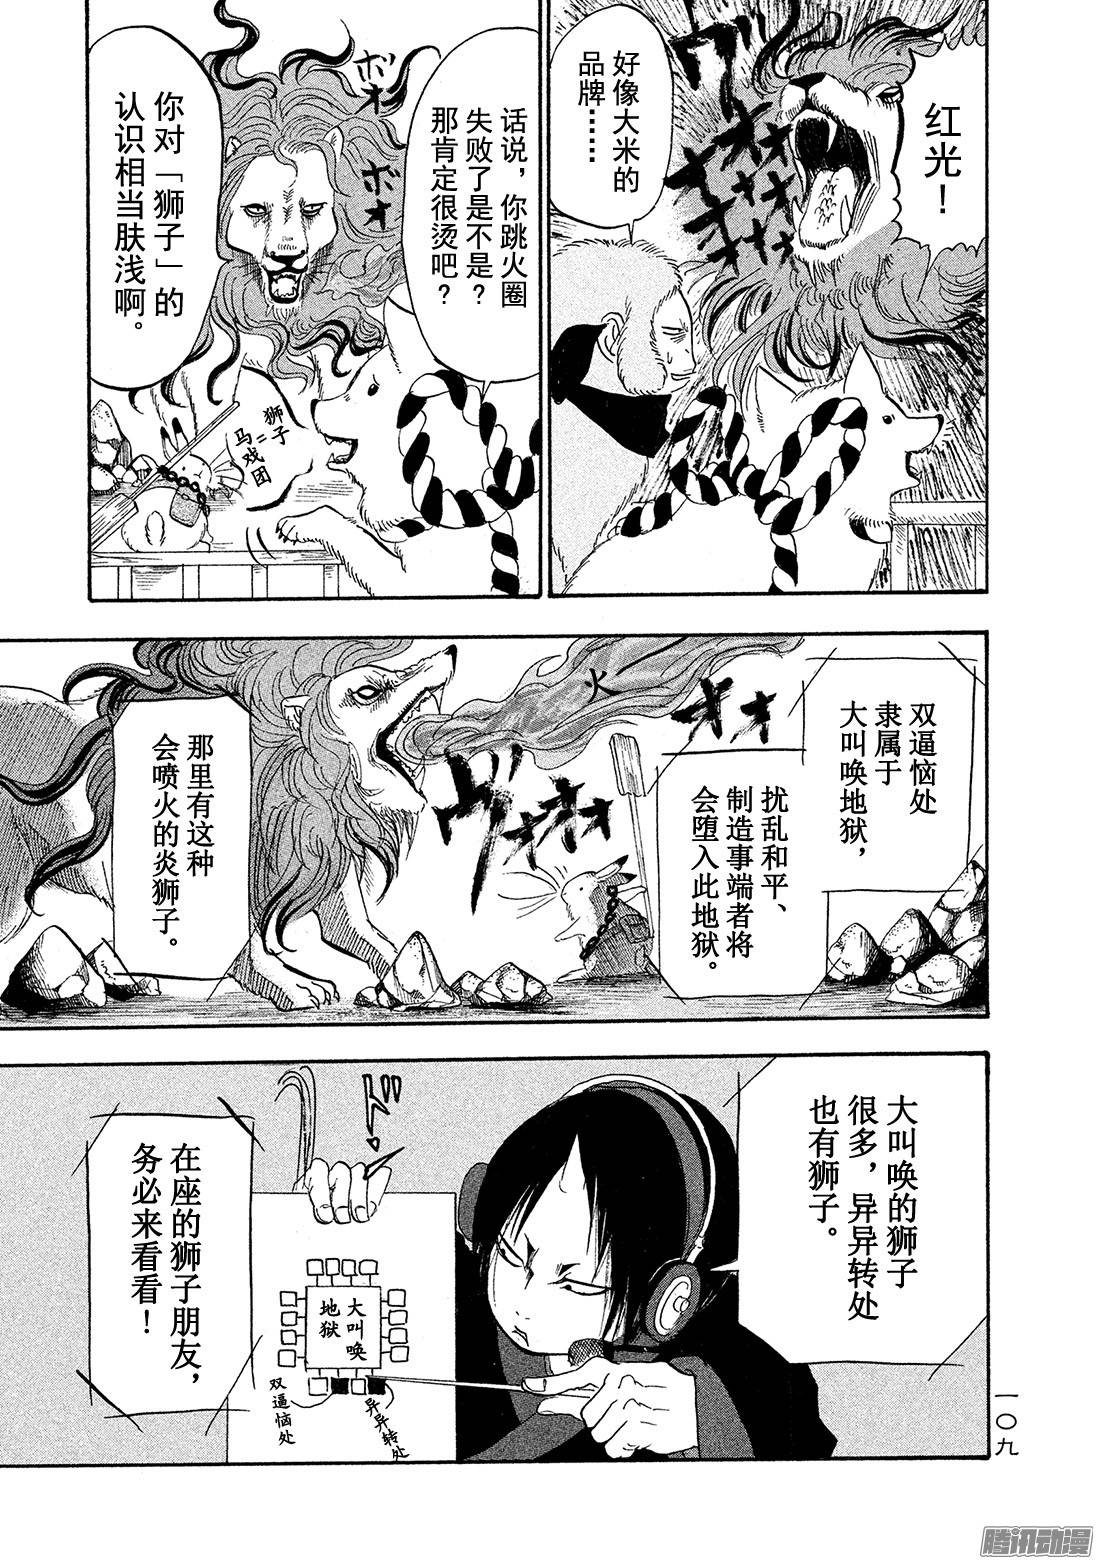 红光！
好像大米的
品牌……
话说，你跳火圈
失败了是不是？
那肯定很烫吧？
你对「狮子」的
认识相当肤浅啊。
ボオ
ボオ
狮子
=
马戏团
双逼恼处
隶属于
大叫唤地狱，
扰乱和平、
制造事端者将
会堕入此地狱。
火
那里有这种
会喷火的炎狮子。
大叫唤的狮子
很多，异异转处
也有狮子。
大叫唤
地狱
异异转处
双逼恼处
在座的狮子朋友，
务必来看看！
一〇九
腾讯动漫